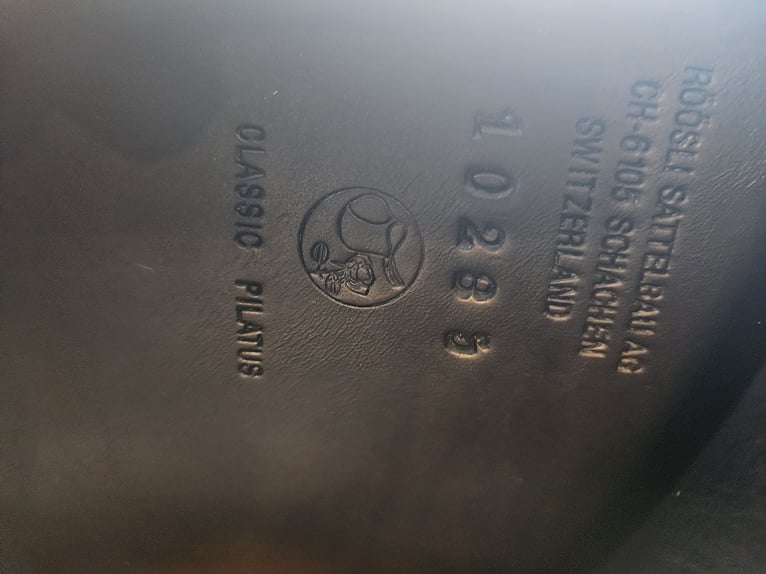 RÖÖSLI SATTELBAU AG
CH-6105 SCHACHEN
SWITZERLAND
10285
CLASSIC PILATUS